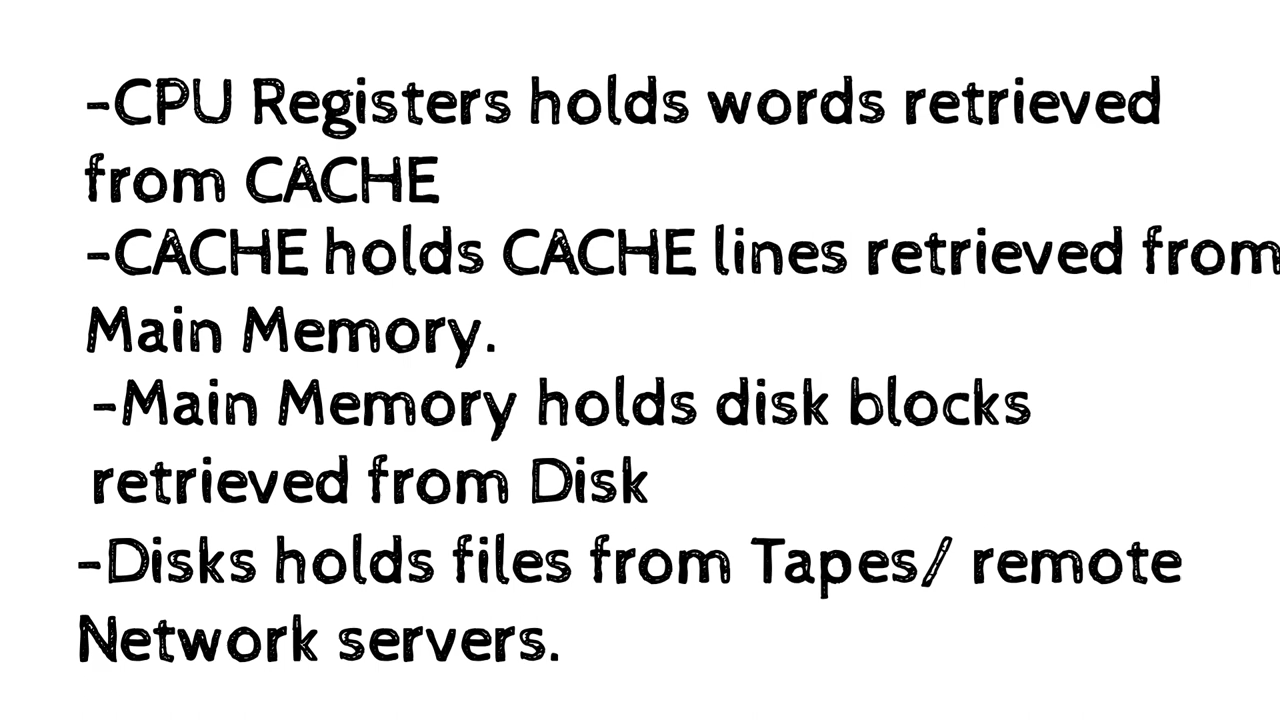 -CPU Registers holds words retrieved
from CACHE
-CACHE holds CACHE lines retrieved from
Main Memory.
-Main Memory holds disk blocks
retrieved from Disk
-Disks holds files from Tapes/ remote
Network servers.